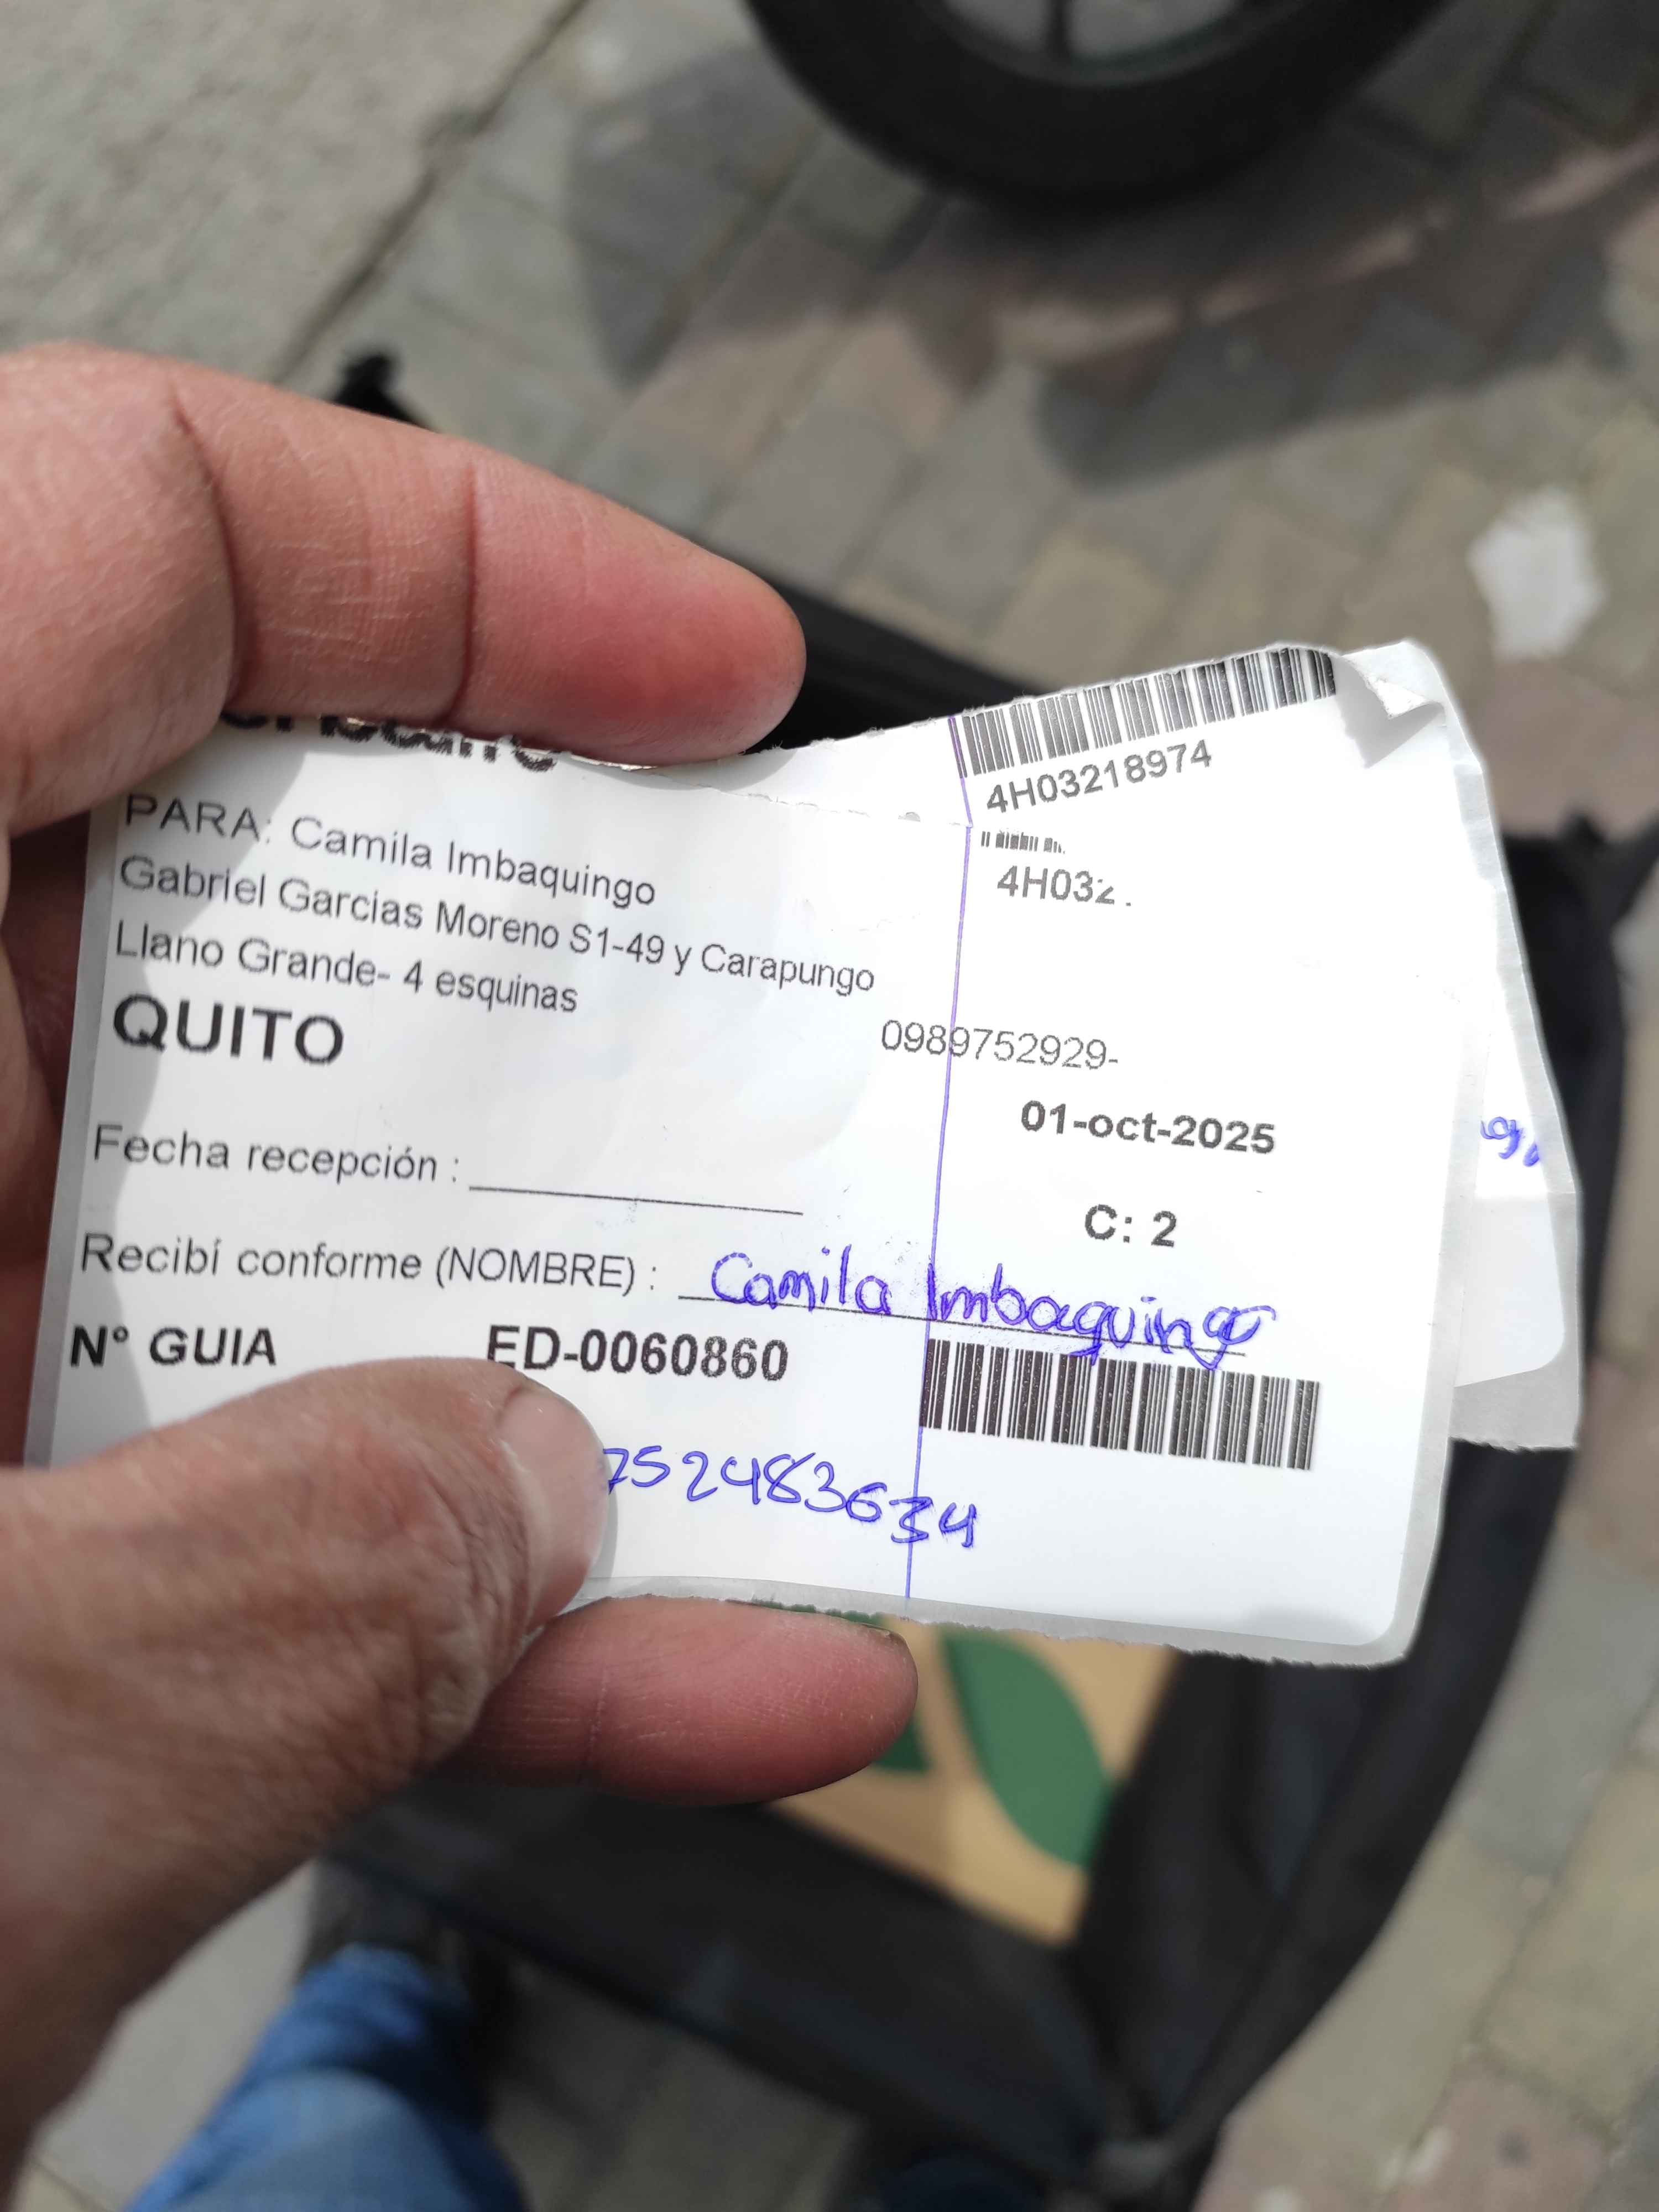 4H03218974
PARA: Camila Imbaquingo
4H032
Gabriel Garcias Moreno S1-49 y Carapungo
Llano Grande- 4 esquinas
QUITO
0989752929-
01-oct-2025
Fecha recepción :
C: 2
Recibí conforme (NOMBRE) : Camila Imbaquingo
N° GUIA ED-0060860
752483634